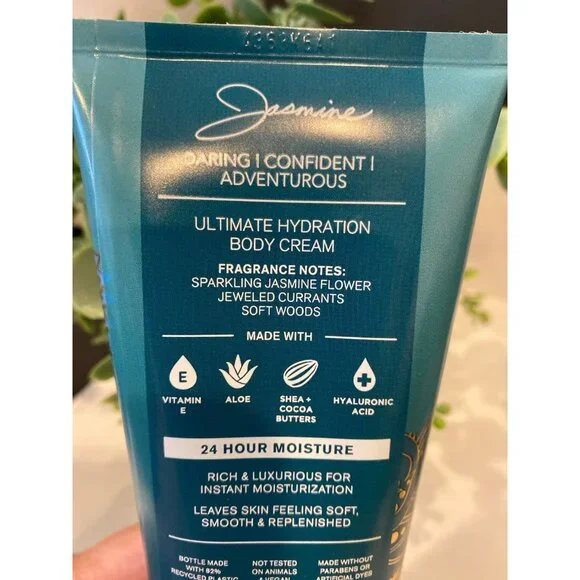 Jasmine
DARING | CONFIDENT |
ADVENTUROUS
ULTIMATE HYDRATION
BODY CREAM
FRAGRANCE NOTES:
SPARKLING JASMINE FLOWER
JEWELED CURRANTS
SOFT WOODS
MADE WITH
E
VITAMIN
E
ALOE
SHEA +
COCOA
BUTTERS
HYALURONIC
ACID
24 HOUR MOISTURE
RICH & LUXURIOUS FOR
INSTANT MOISTURIZATION
LEAVES SKIN FEELING SOFT,
SMOOTH & REPLENISHED
BOTTLE MADE
WITH 82%
RECYCLED PLASTIC
NOT TESTED
ON ANIMALS
& VEGAN
MADE WITHOUT
PARABENS OR
ARTIFICIAL DYES